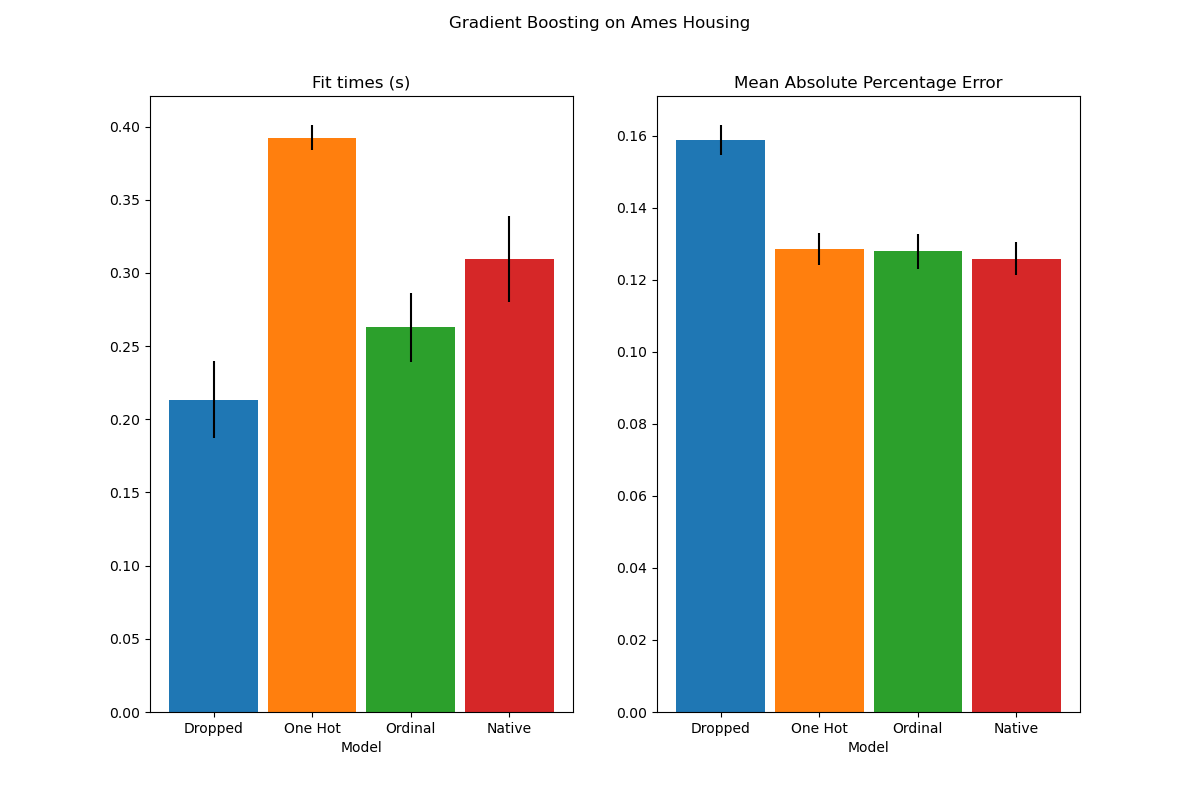 Gradient Boosting on Ames Housing
Fit times (s)
0.40
0.35
0.30
0.25
0.20
0.15
0.10
0.05
0.00
Dropped One Hot Ordinal Native
Model
Mean Absolute Percentage Error
0.16
0.14
0.12
0.10
0.08
0.06
0.04
0.02
0.00
Dropped One Hot Ordinal Native
Model